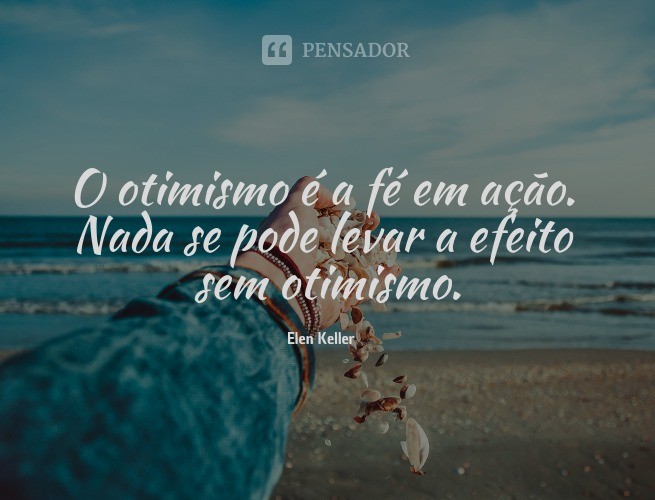 PENSADOR
O otimismo é a fé em ação.
Nada se pode levar a efeito
sem otimismo.
Elen Keller